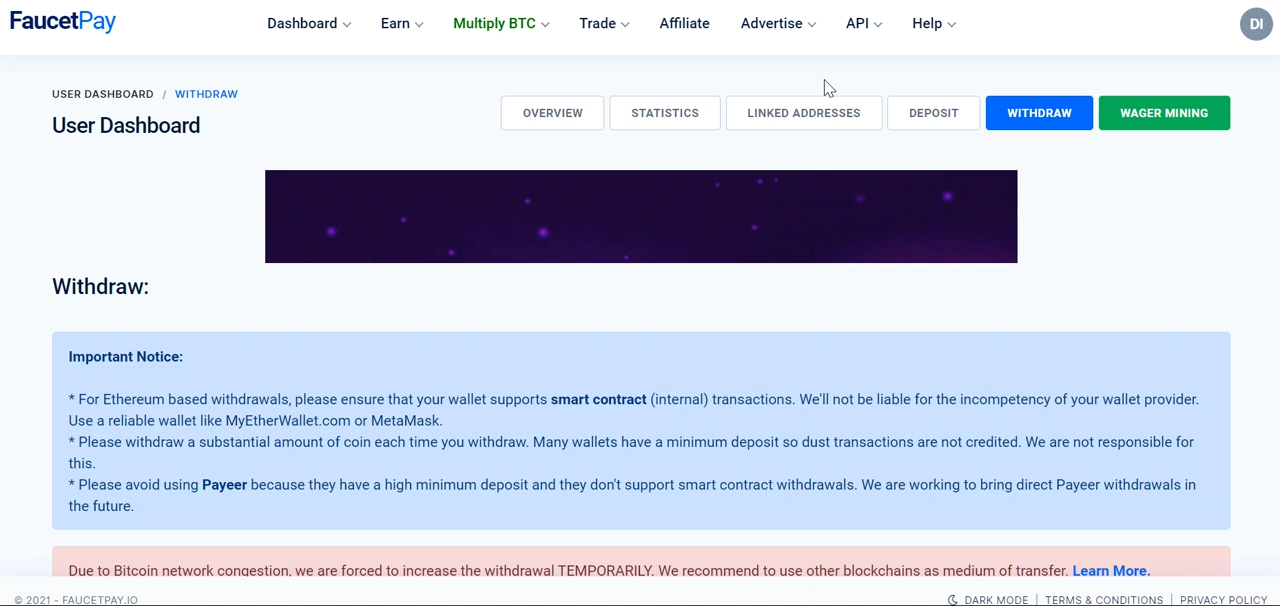 FaucetPay
Dashboard Earn Multiply BTC Trade Affiliate Advertise API Help
DI
USER DASHBOARD / WITHDRAW
User Dashboard
OVERVIEW STATISTICS LINKED ADDRESSES DEPOSIT WITHDRAW WAGER MINING
Withdraw:
Important Notice:
* For Ethereum based withdrawals, please ensure that your wallet supports smart contract (internal) transactions. We'll not be liable for the incompetency of your wallet provider.
Use a reliable wallet like MyEtherWallet.com or MetaMask.
* Please withdraw a substantial amount of coin each time you withdraw. Many wallets have a minimum deposit so dust transactions are not credited. We are not responsible for
this.
* Please avoid using Payeer because they have a high minimum deposit and they don't support smart contract withdrawals. We are working to bring direct Payeer withdrawals in
the future.
Due to Bitcoin network congestion, we are forced to increase the withdrawal TEMPORARILY. We recommend to use other blockchains as medium of transfer. Learn More.
© 2021 - FAUCETPAY.IO
DARK MODE | TERMS & CONDITIONS | PRIVACY POLICY